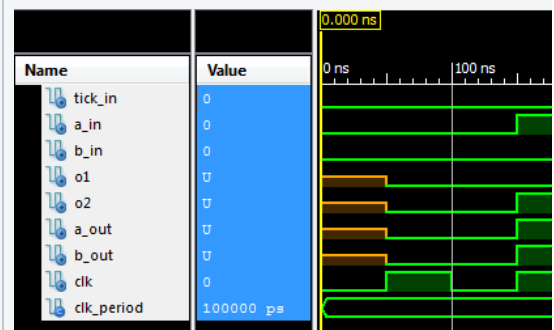 0.000 ns
Name Value 0 ns 100 ns
tick_in 0
a_in 0
b_in 0
o1 U
o2 U
a_out U
b_out U
clk 0
clk_period 100000 ps